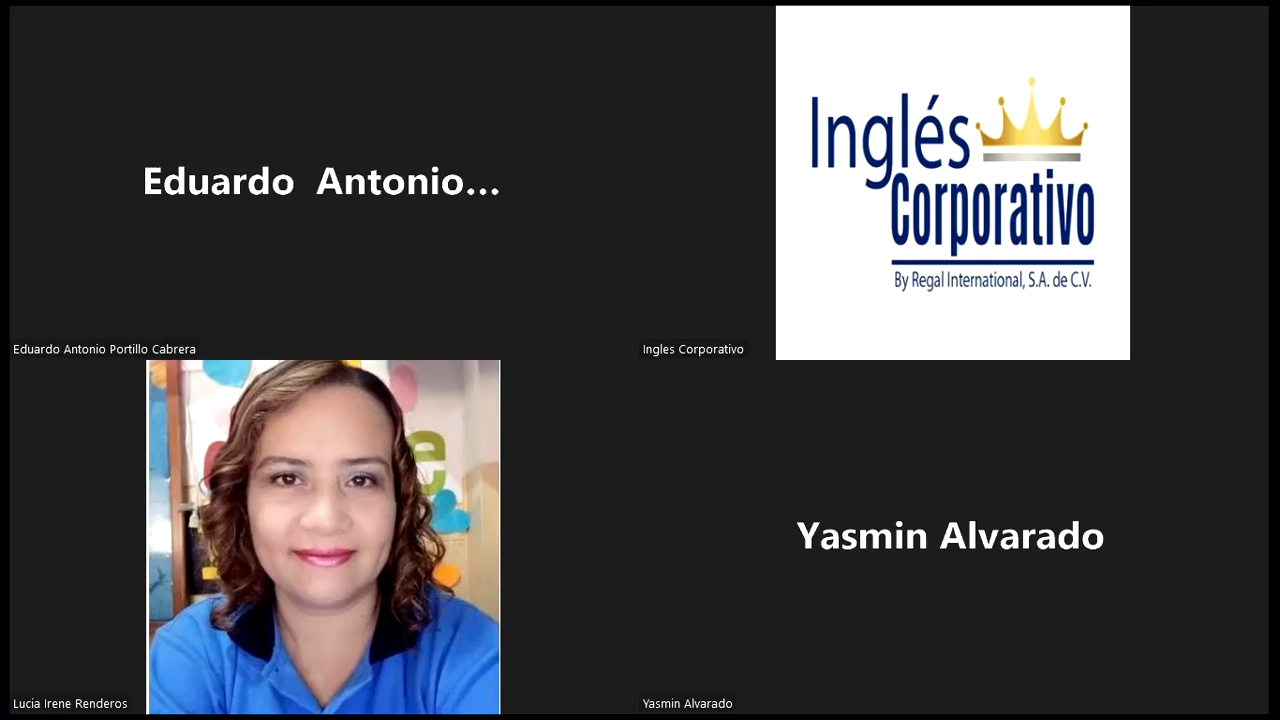 Eduardo  Antonio...
Eduardo Antonio Portillo Cabrera
Inglés
Corporativo
By Regal International, S.A. de C.V.
Ingles Corporativo
e
Lucia Irene Renderos
Yasmin Alvarado
Yasmin Alvarado